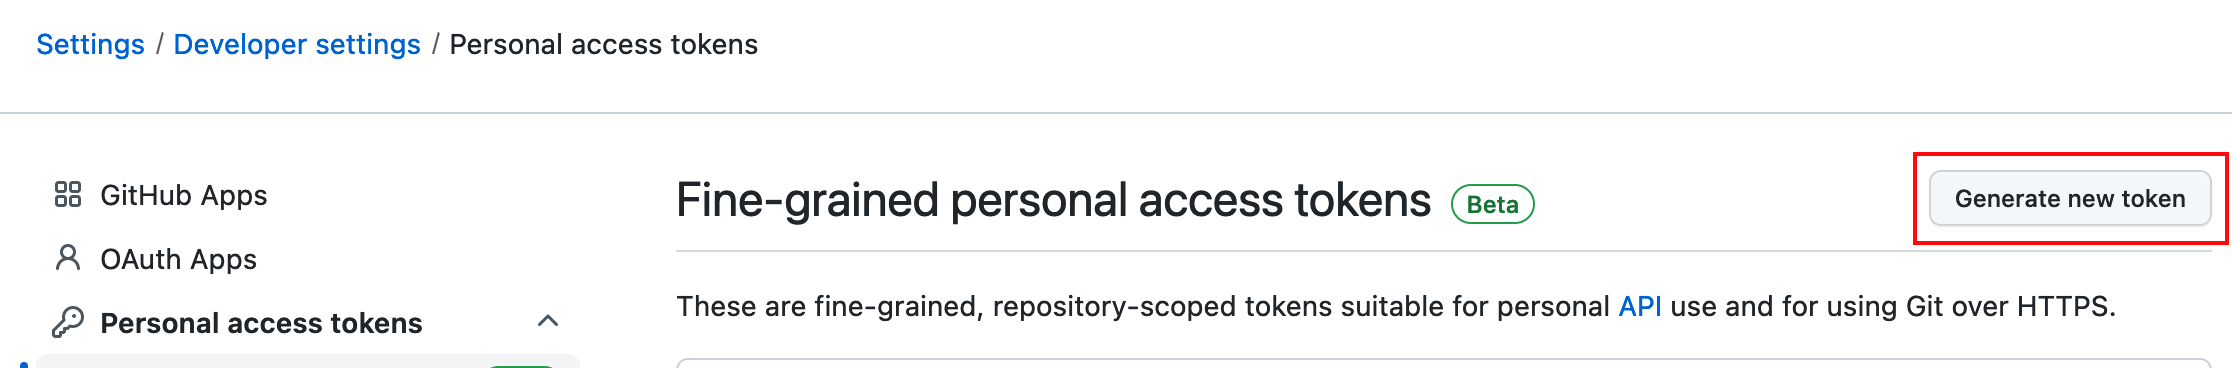 Settings / Developer settings / Personal access tokens
GitHub Apps
OAuth Apps
Personal access tokens
Fine-grained personal access tokens Beta
Generate new token
These are fine-grained, repository-scoped tokens suitable for personal API use and for using Git over HTTPS.